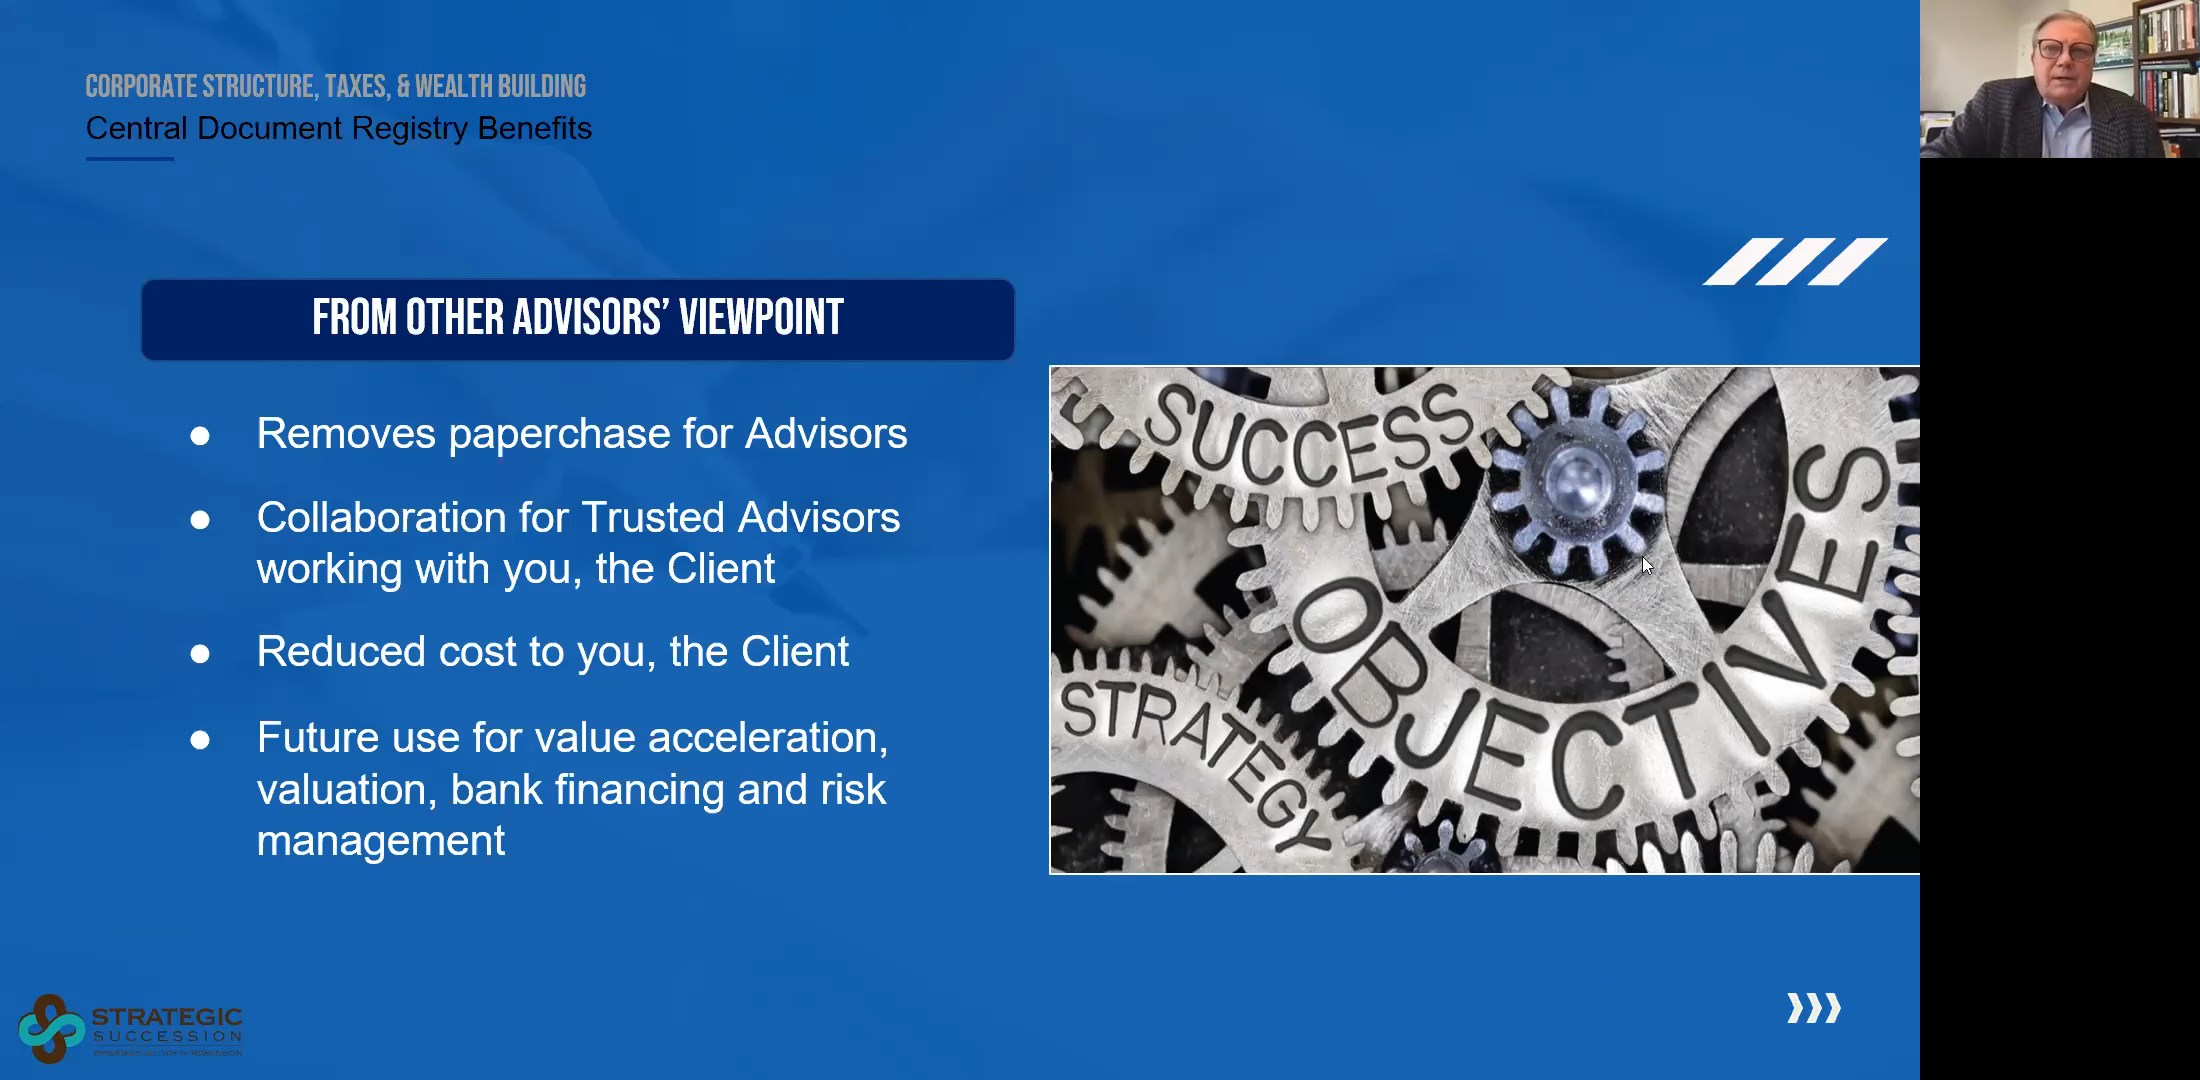 CORPORATE STRUCTURE, TAXES, & WEALTH BUILDING
Central Document Registry Benefits
FROM OTHER ADVISORS’ VIEWPOINT
● Removes paperchase for Advisors
● Collaboration for Trusted Advisors
working with you, the Client
● Reduced cost to you, the Client
● Future use for value acceleration,
valuation, bank financing and risk
management
SUCCESS
OBJECTIVES
STRATEGY
STRATEGIC
SUCCESSION